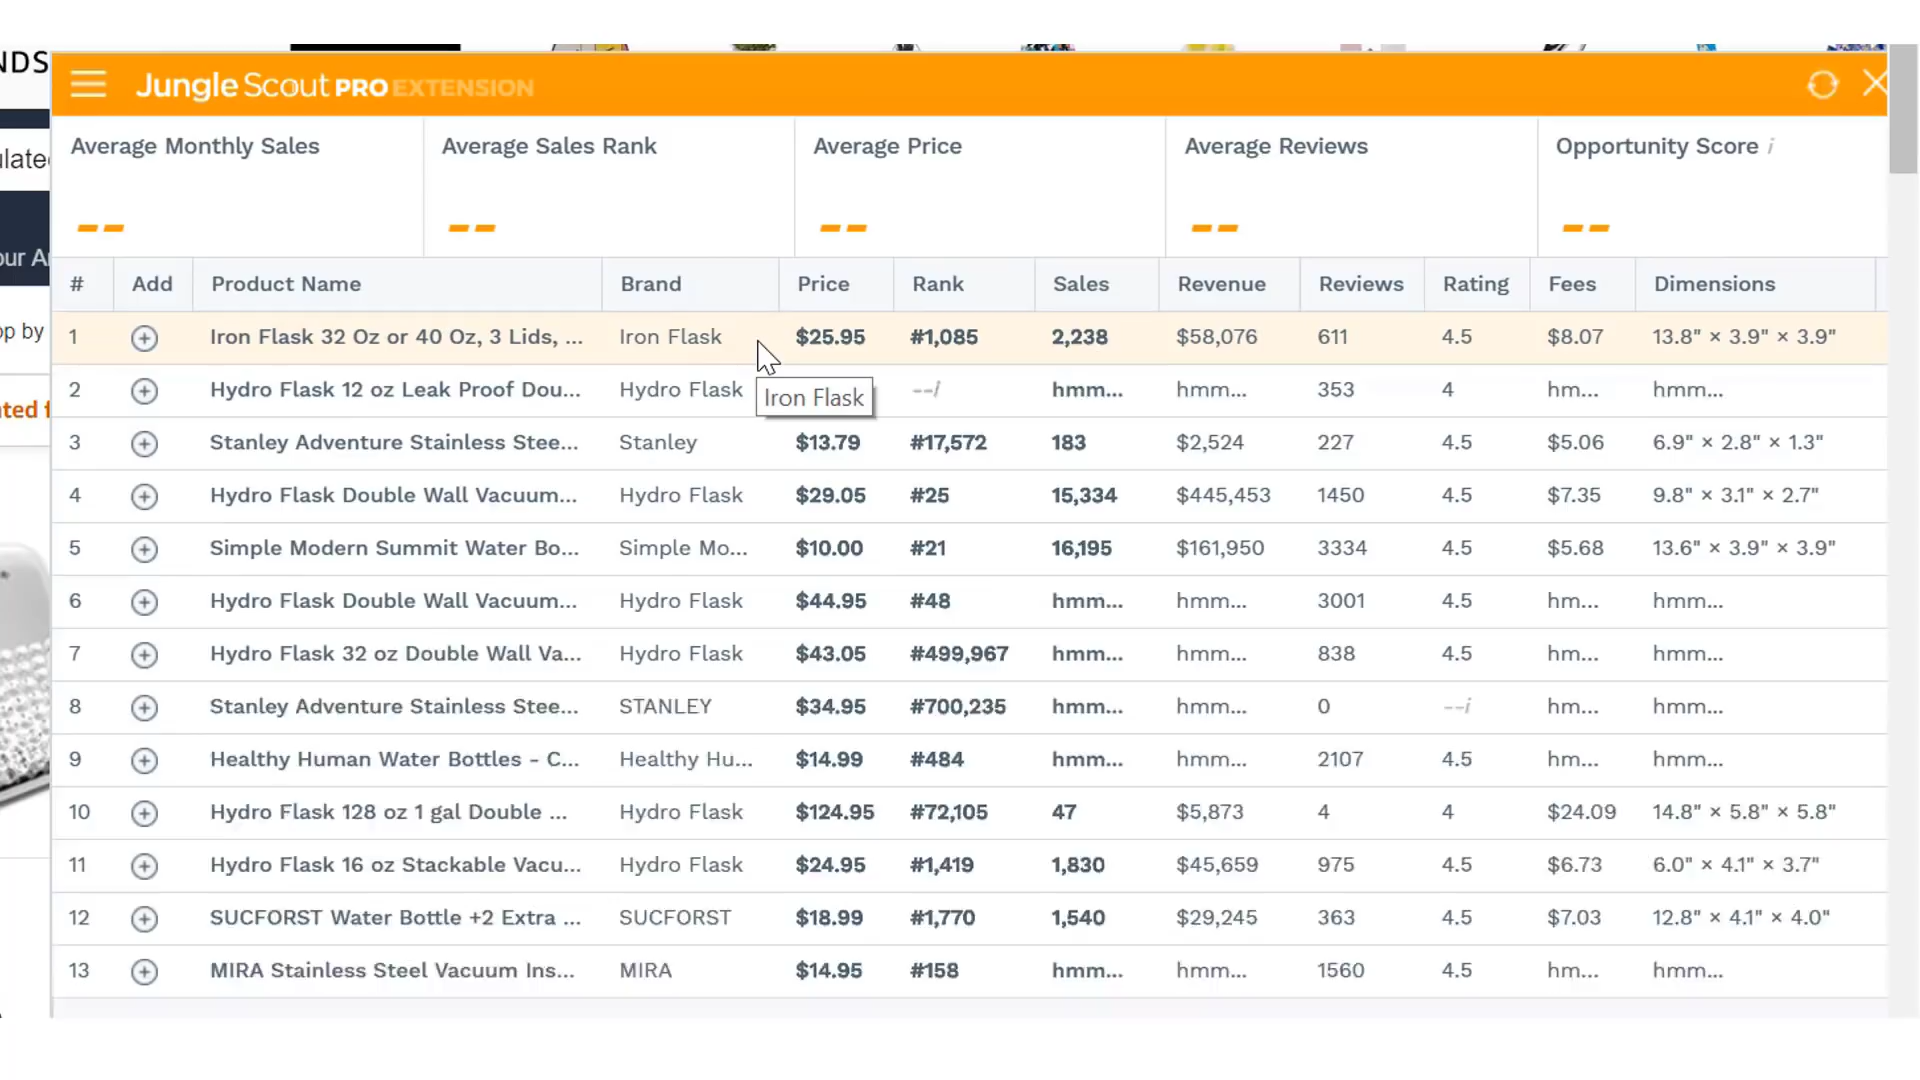 NDS
Jungle Scout PRO EXTENSION
ulated
our A
op by
ated f
Average Monthly Sales
Average Sales Rank
Average Price
Average Reviews
Opportunity Score i
-- -- -- -- --
# Add Product Name Brand Price Rank Sales Revenue Reviews Rating Fees Dimensions
1 Iron Flask 32 Oz or 40 Oz, 3 Lids, ... Iron Flask $25.95 #1,085 2,238 $58,076 611 4.5 $8.07 13.8" × 3.9" × 3.9"
2 Hydro Flask 12 oz Leak Proof Dou... Hydro Flask --i hmm... hmm... 353 4 hm... hmm...
Iron Flask
3 Stanley Adventure Stainless Stee... Stanley $13.79 #17,572 183 $2,524 227 4.5 $5.06 6.9" × 2.8" × 1.3"
4 Hydro Flask Double Wall Vacuum... Hydro Flask $29.05 #25 15,334 $445,453 1450 4.5 $7.35 9.8" × 3.1" × 2.7"
5 Simple Modern Summit Water Bo... Simple Mo... $10.00 #21 16,195 $161,950 3334 4.5 $5.68 13.6" × 3.9" × 3.9"
6 Hydro Flask Double Wall Vacuum... Hydro Flask $44.95 #48 hmm... hmm... 3001 4.5 hm... hmm...
7 Hydro Flask 32 oz Double Wall Va... Hydro Flask $43.05 #499,967 hmm... hmm... 838 4.5 hm... hmm...
8 Stanley Adventure Stainless Stee... STANLEY $34.95 #700,235 hmm... hmm... 0 --i hm... hmm...
9 Healthy Human Water Bottles - C... Healthy Hu... $14.99 #484 hmm... hmm... 2107 4.5 hm... hmm...
10 Hydro Flask 128 oz 1 gal Double ... Hydro Flask $124.95 #72,105 47 $5,873 4 4 $24.09 14.8" × 5.8" × 5.8"
11 Hydro Flask 16 oz Stackable Vacu... Hydro Flask $24.95 #1,419 1,830 $45,659 975 4.5 $6.73 6.0" × 4.1" × 3.7"
12 SUCFORST Water Bottle +2 Extra ... SUCFORST $18.99 #1,770 1,540 $29,245 363 4.5 $7.03 12.8" × 4.1" × 4.0"
13 MIRA Stainless Steel Vacuum Ins... MIRA $14.95 #158 hmm... hmm... 1560 4.5 hm... hmm...